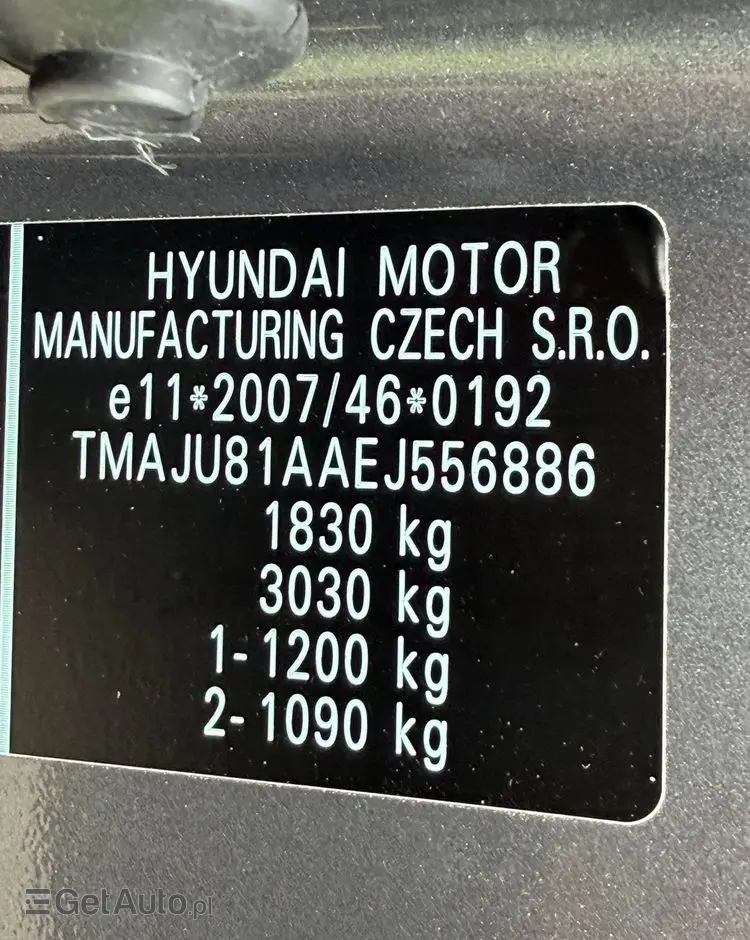 HYUNDAI MOTOR
MANUFACTURING CZECH S.R.O.
e11*2007/46*0192
TMAJU81AAEJ556886
1830 kg
3030 kg
1-1200 kg
2-1090 kg
GetAuto.pl